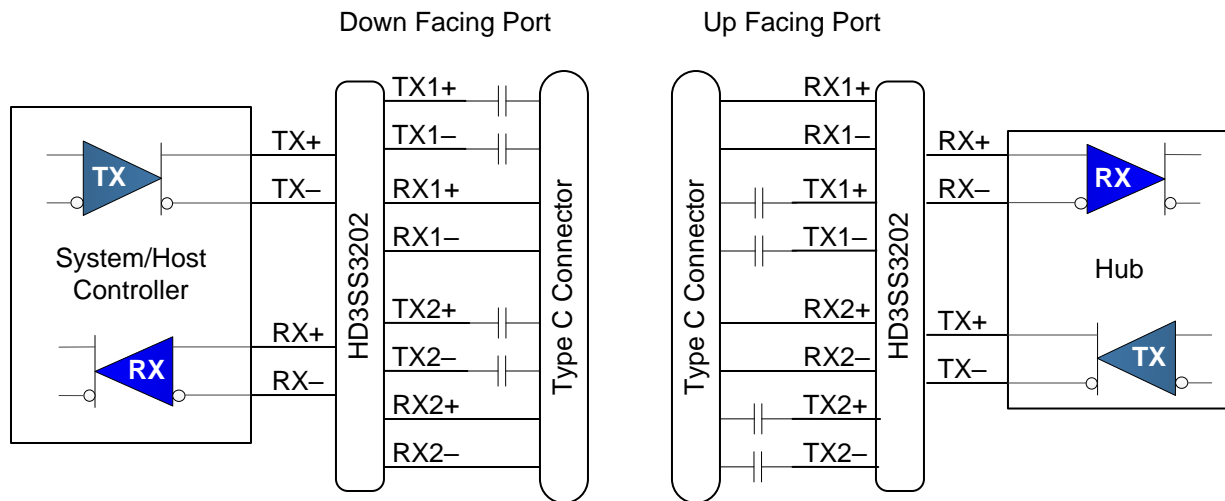 Down Facing Port
Up Facing Port
TX+
TX–
TX
System/Host
Controller
RX+
RX–
RX
HD3SS3202
TX1+
TX1–
RX1+
RX1–
TX2+
TX2–
RX2+
RX2–
Type C Connector
Type C Connector
RX1+
RX1–
TX1+
TX1–
RX2+
RX2–
TX2+
TX2–
HD3SS3202
RX+
RX–
RX
Hub
TX+
TX–
TX